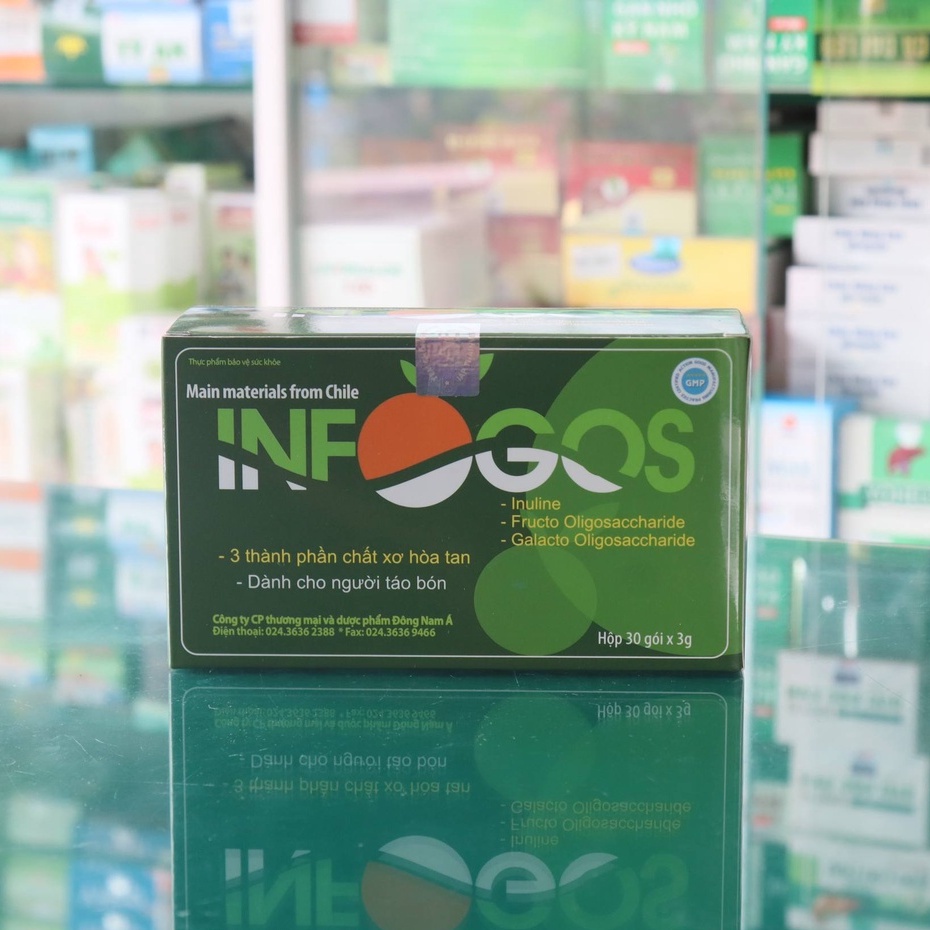 Thực phẩm bảo vệ sức khỏe
Main materials from Chile
INFOGOS
GMP
- Inuline
- Fructo Oligosaccharide
- Galacto Oligosaccharide
- 3 thành phần chất xơ hòa tan
- Dành cho người táo bón
Công ty CP thương mại và dược phẩm Đông Nam Á
Điện thoại: 024.3636 2388 * Fax: 024.3636 9466
Hộp 30 gói x 3g